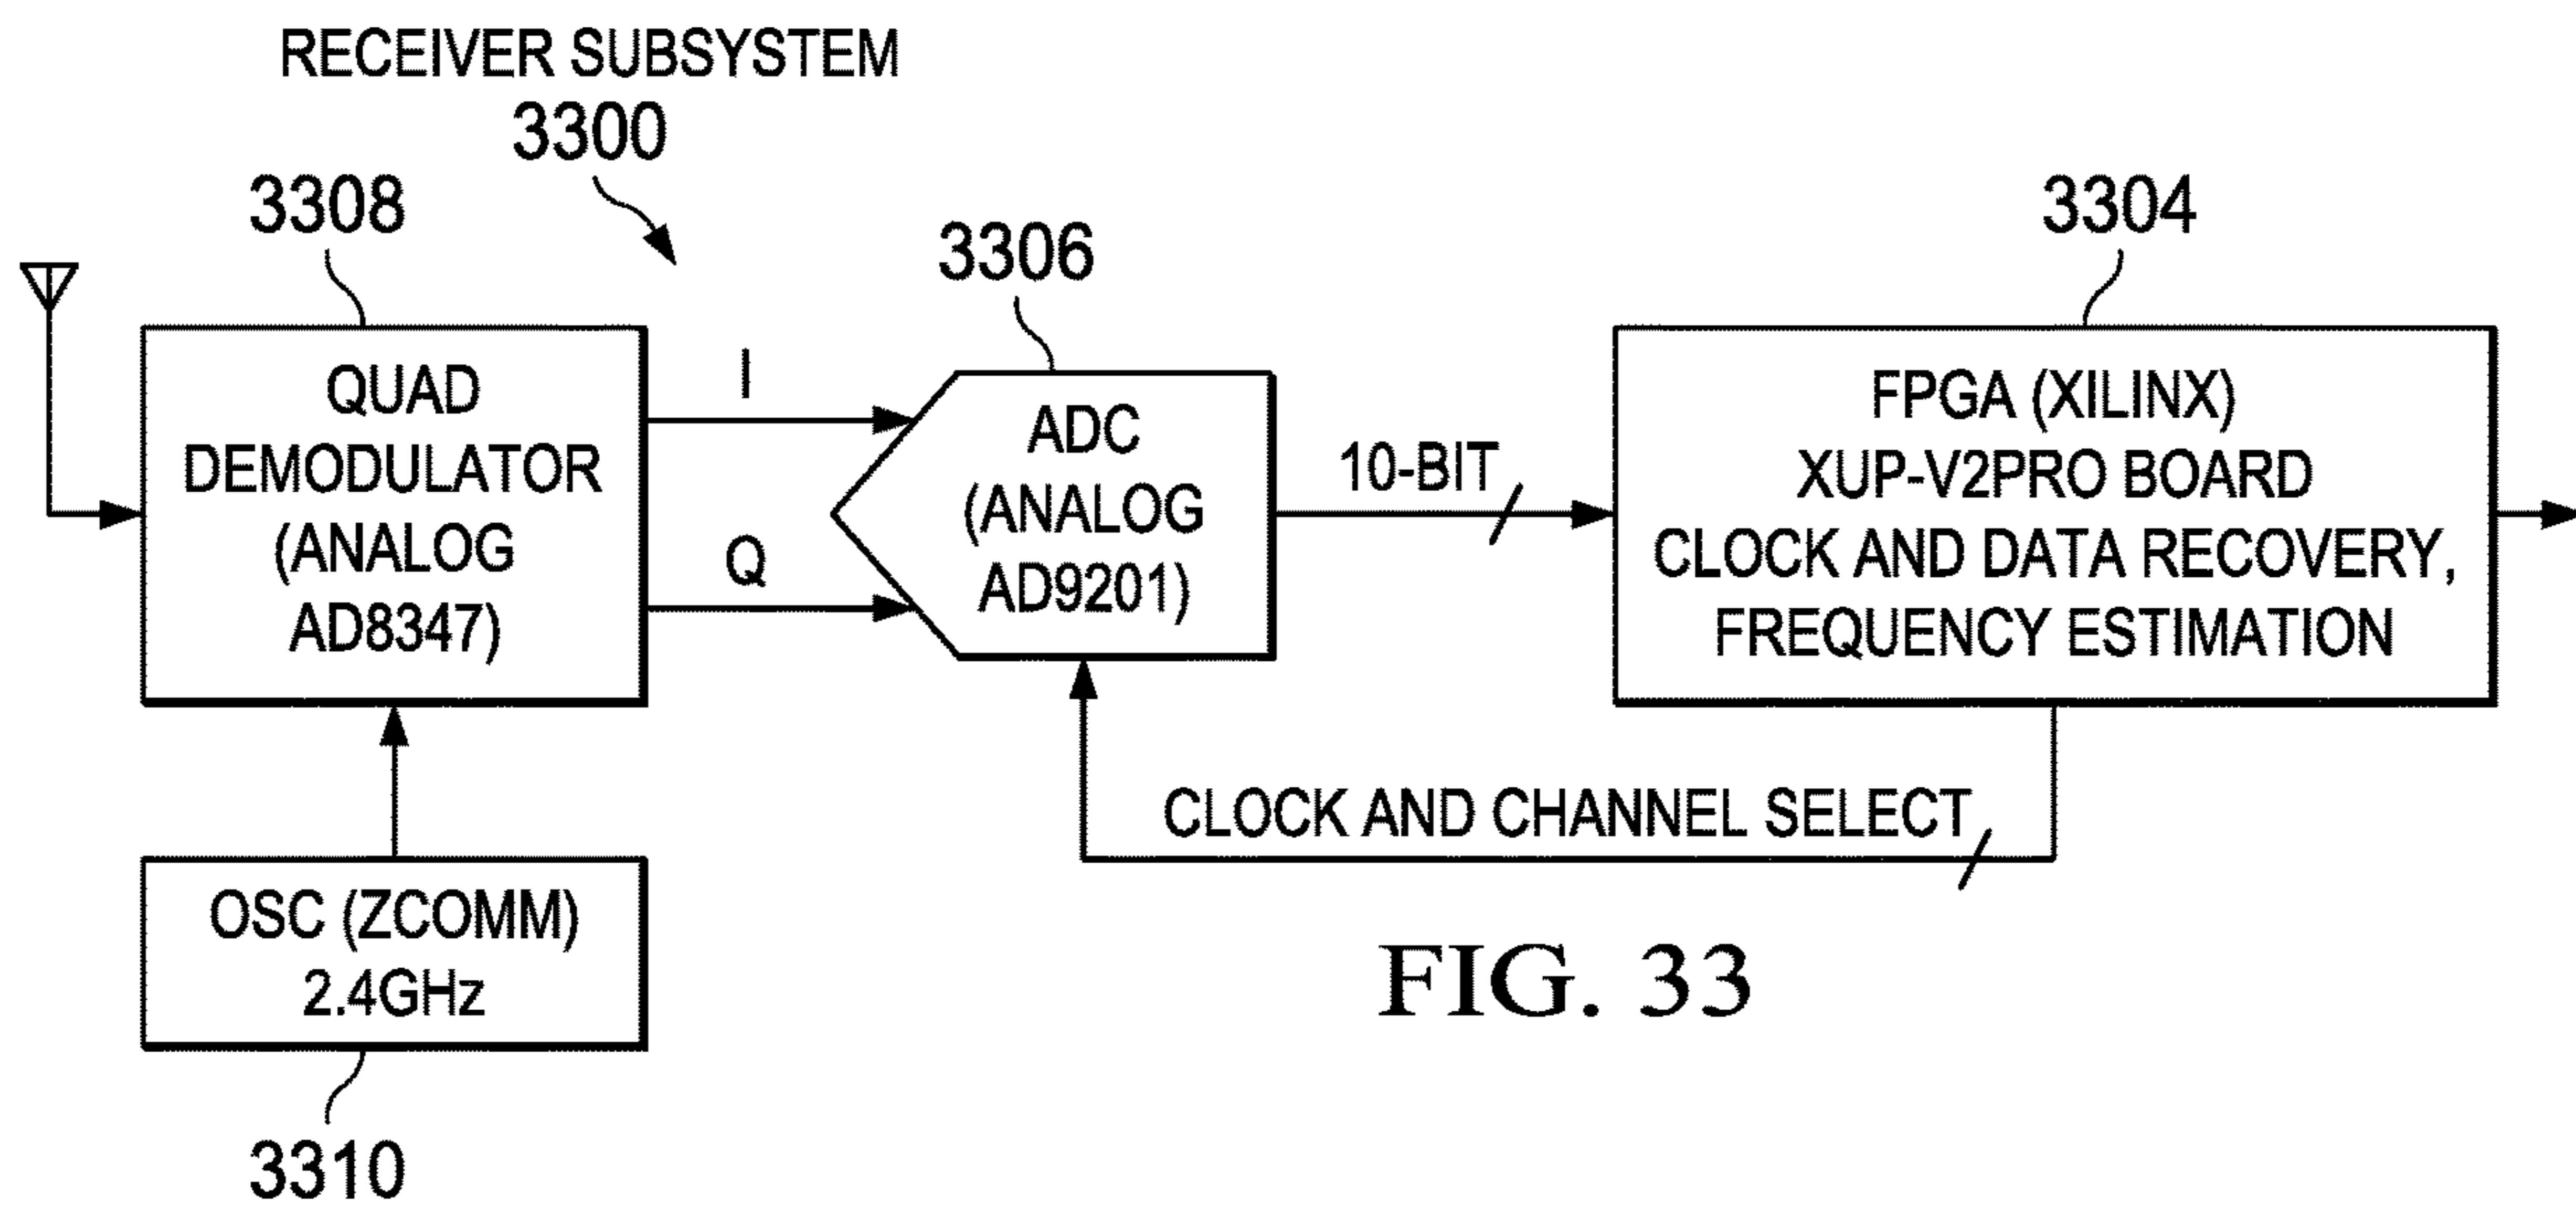 RECEIVER SUBSYSTEM
3300
3308
3306
3304
QUAD
DEMODULATOR
(ANALOG
AD8347)
I
Q
ADC
(ANALOG
AD9201)
10-BIT
FPGA (XILINX)
XUP-V2PRO BOARD
CLOCK AND DATA RECOVERY,
FREQUENCY ESTIMATION
CLOCK AND CHANNEL SELECT
OSC (ZCOMM)
2.4GHz
3310
FIG. 33